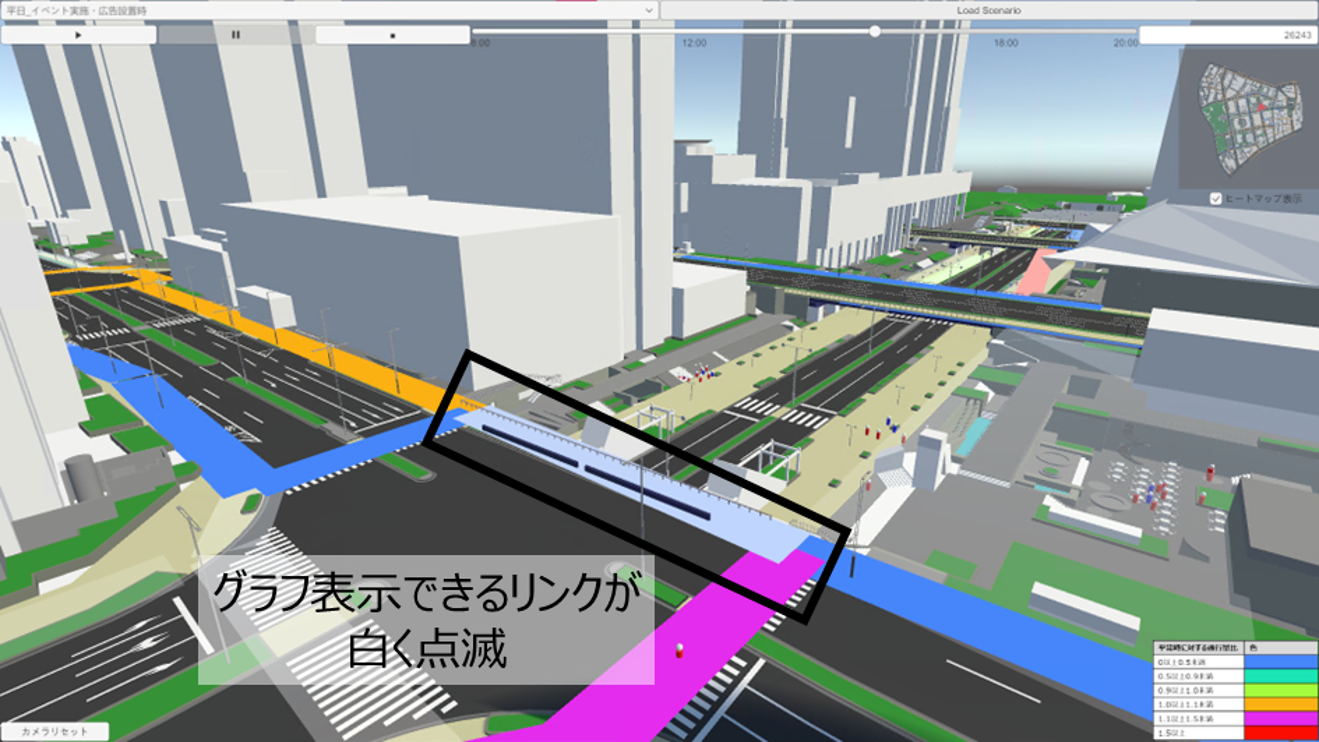 平日_イベント実施・広告設置時
Load Scenario
8:00
12:00
18:00
20:00
26243
ヒートマップ表示
グラフ表示できるリンクが
白く点滅
平常時に対する歩行量比 色
0以上0.5未満
0.5以上0.9未満
0.9以上1.0未満
1.0以上1.1未満
1.1以上1.5未満
1.5以上
カメラリセット